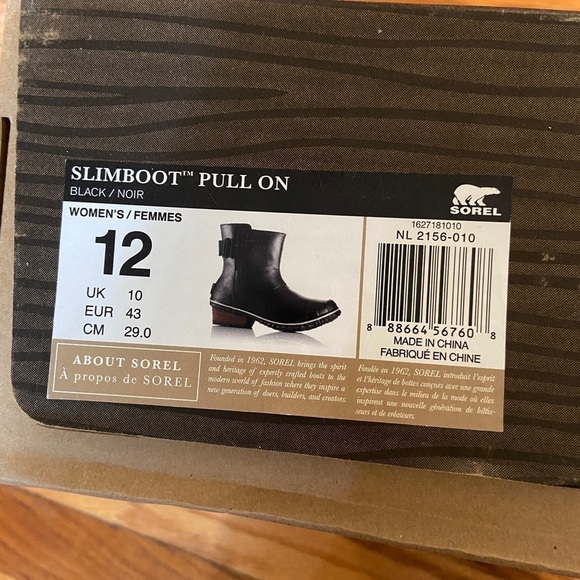 SLIMBOOT™ PULL ON
BLACK / NOIR
SOREL
WOMEN'S / FEMMES
12
UK 10
EUR 43
CM 29.0
1627181010
NL 2156-010
8 88664 56760 8
MADE IN CHINA
FABRIQUÉ EN CHINE
ABOUT SOREL
À propos de SOREL
Founded in 1962, SOREL brings the spirit
and heritage of expertly crafted boots to the
modern world of fashion where they inspire a
new generation of doers, builders, and creators.
Fondée en 1962, SOREL introduit l'esprit
et l'héritage de bottes conçues avec une grande
expertise dans le milieu de la mode où elles
inspirent une nouvelle génération de bâtis-
seurs et de créateurs.